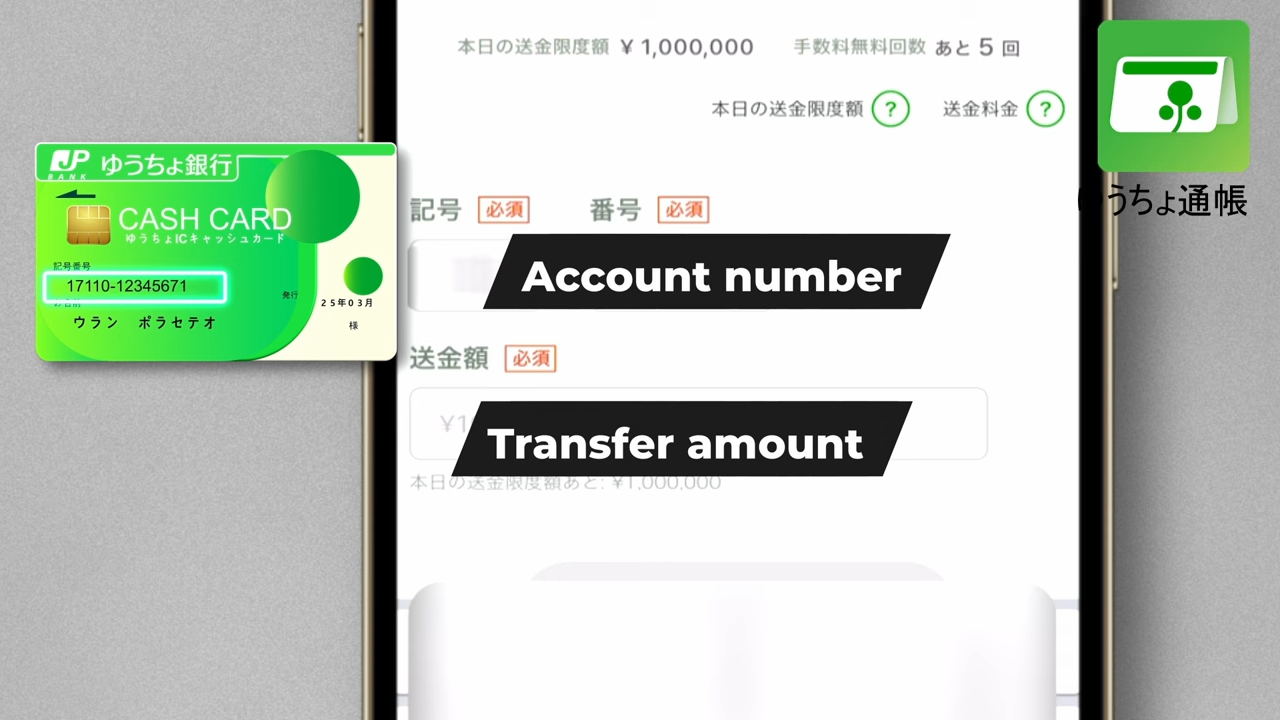 本日の送金限度額 ¥1,000,000 手数料無料回数 あと5回
本日の送金限度額 ? 送金料金 ?
JP BANK ゆうちょ銀行
CASH CARD
ゆうちょICキャッシュカード
記号番号
17110-12345671
お名前
発行
25年03月
ウラン ポラセテオ
様
記号 必須 番号 必須
Account number
送金額 必須
Transfer amount
本日の送金限度額あと: ¥1,000,000
ゆうちょ通帳